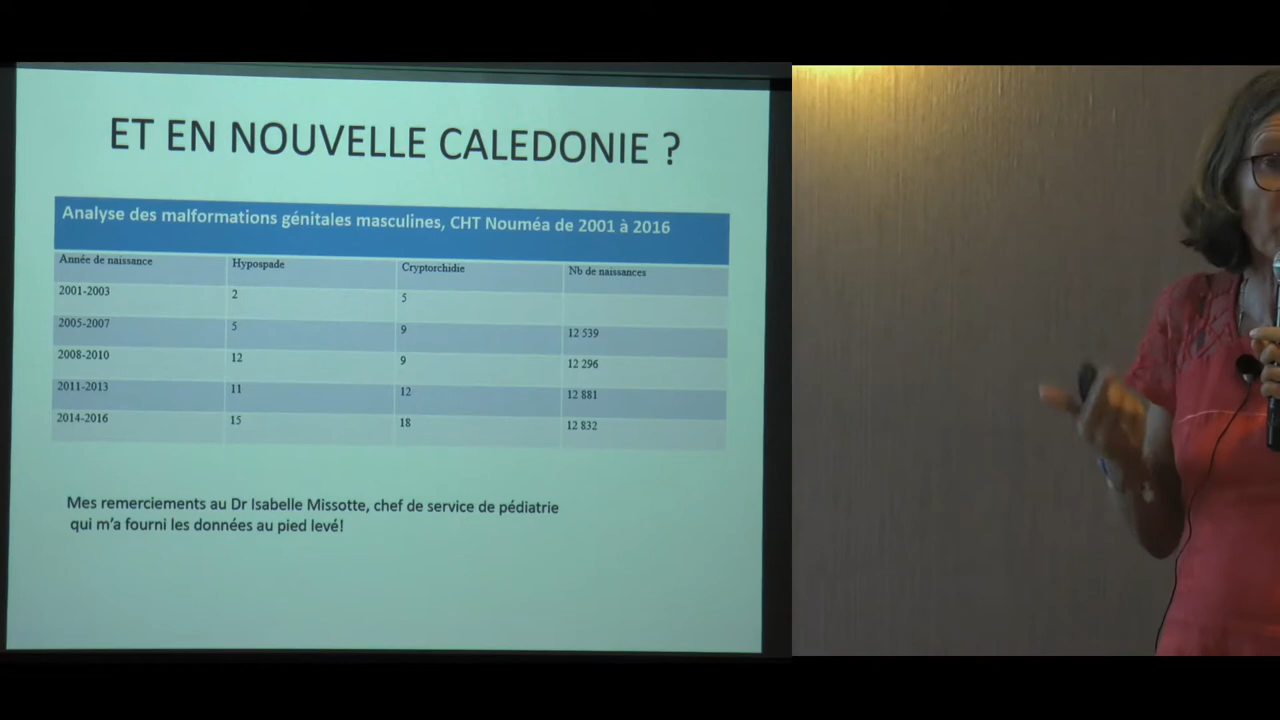 ET EN NOUVELLE CALEDONIE ?
Analyse des malformations génitales masculines, CHT Nouméa de 2001 à 2016
Année de naissance Hypospade Cryptorchidie Nb de naissances
2001-2003 2 5
2005-2007 5 9 12 539
2008-2010 12 9 12 296
2011-2013 11 12 12 881
2014-2016 15 18 12 832
Mes remerciements au Dr Isabelle Missotte, chef de service de pédiatrie
qui m'a fourni les données au pied levé!